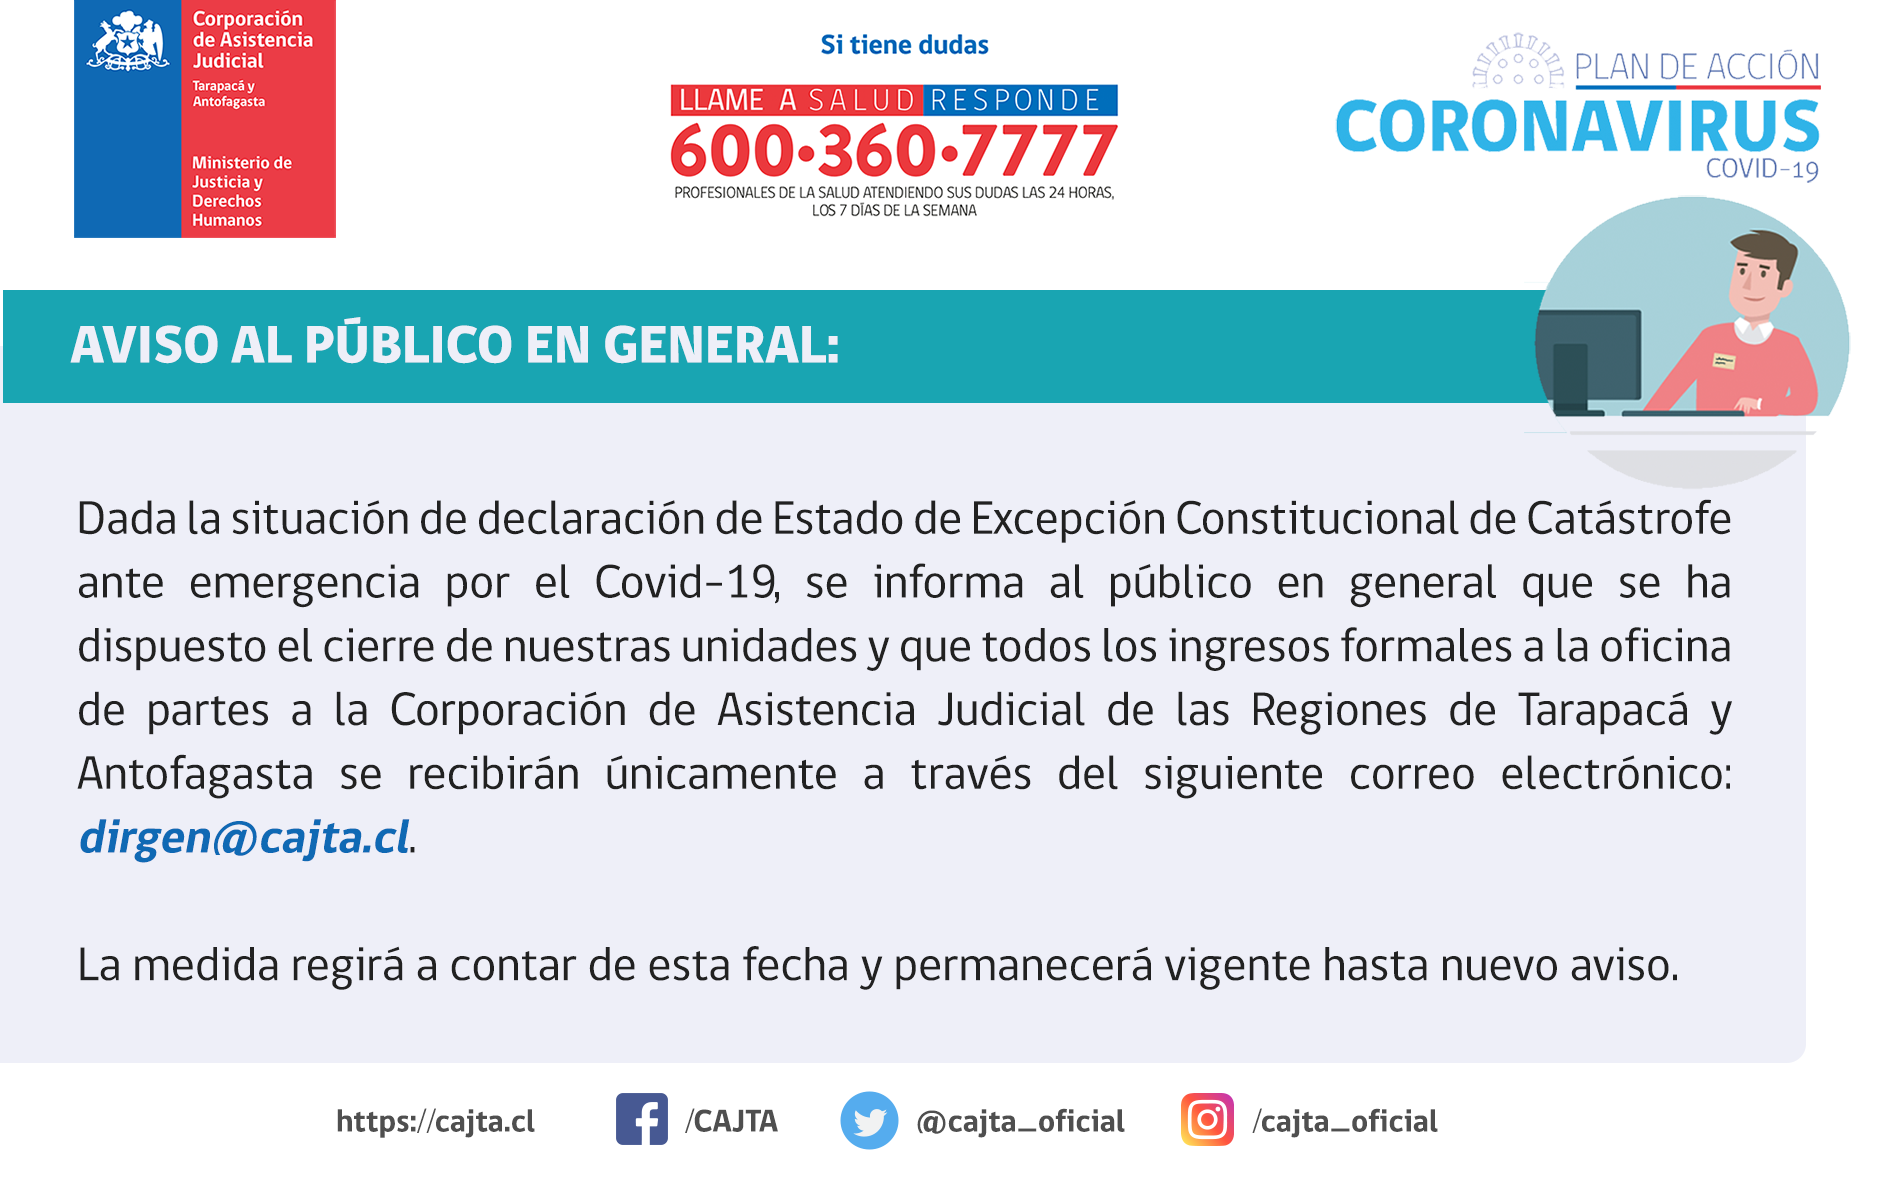 Corporación
de Asistencia
Judicial
Tarapacá y
Antofagasta
Ministerio de
Justicia y
Derechos
Humanos
Si tiene dudas
LLAME A SALUD RESPONDE
600•360•7777
PROFESIONALES DE LA SALUD ATENDIENDO SUS DUDAS LAS 24 HORAS,
LOS 7 DÍAS DE LA SEMANA
PLAN DE ACCIÓN
CORONAVIRUS
COVID-19
AVISO AL PÚBLICO EN GENERAL:
Dada la situación de declaración de Estado de Excepción Constitucional de Catástrofe
ante emergencia por el Covid-19, se informa al público en general que se ha
dispuesto el cierre de nuestras unidades y que todos los ingresos formales a la oficina
de partes a la Corporación de Asistencia Judicial de las Regiones de Tarapacá y
Antofagasta se recibirán únicamente a través del siguiente correo electrónico:
dirgen@cajta.cl.
La medida regirá a contar de esta fecha y permanecerá vigente hasta nuevo aviso.
https://cajta.cl
/CAJTA
@cajta_oficial
/cajta_oficial